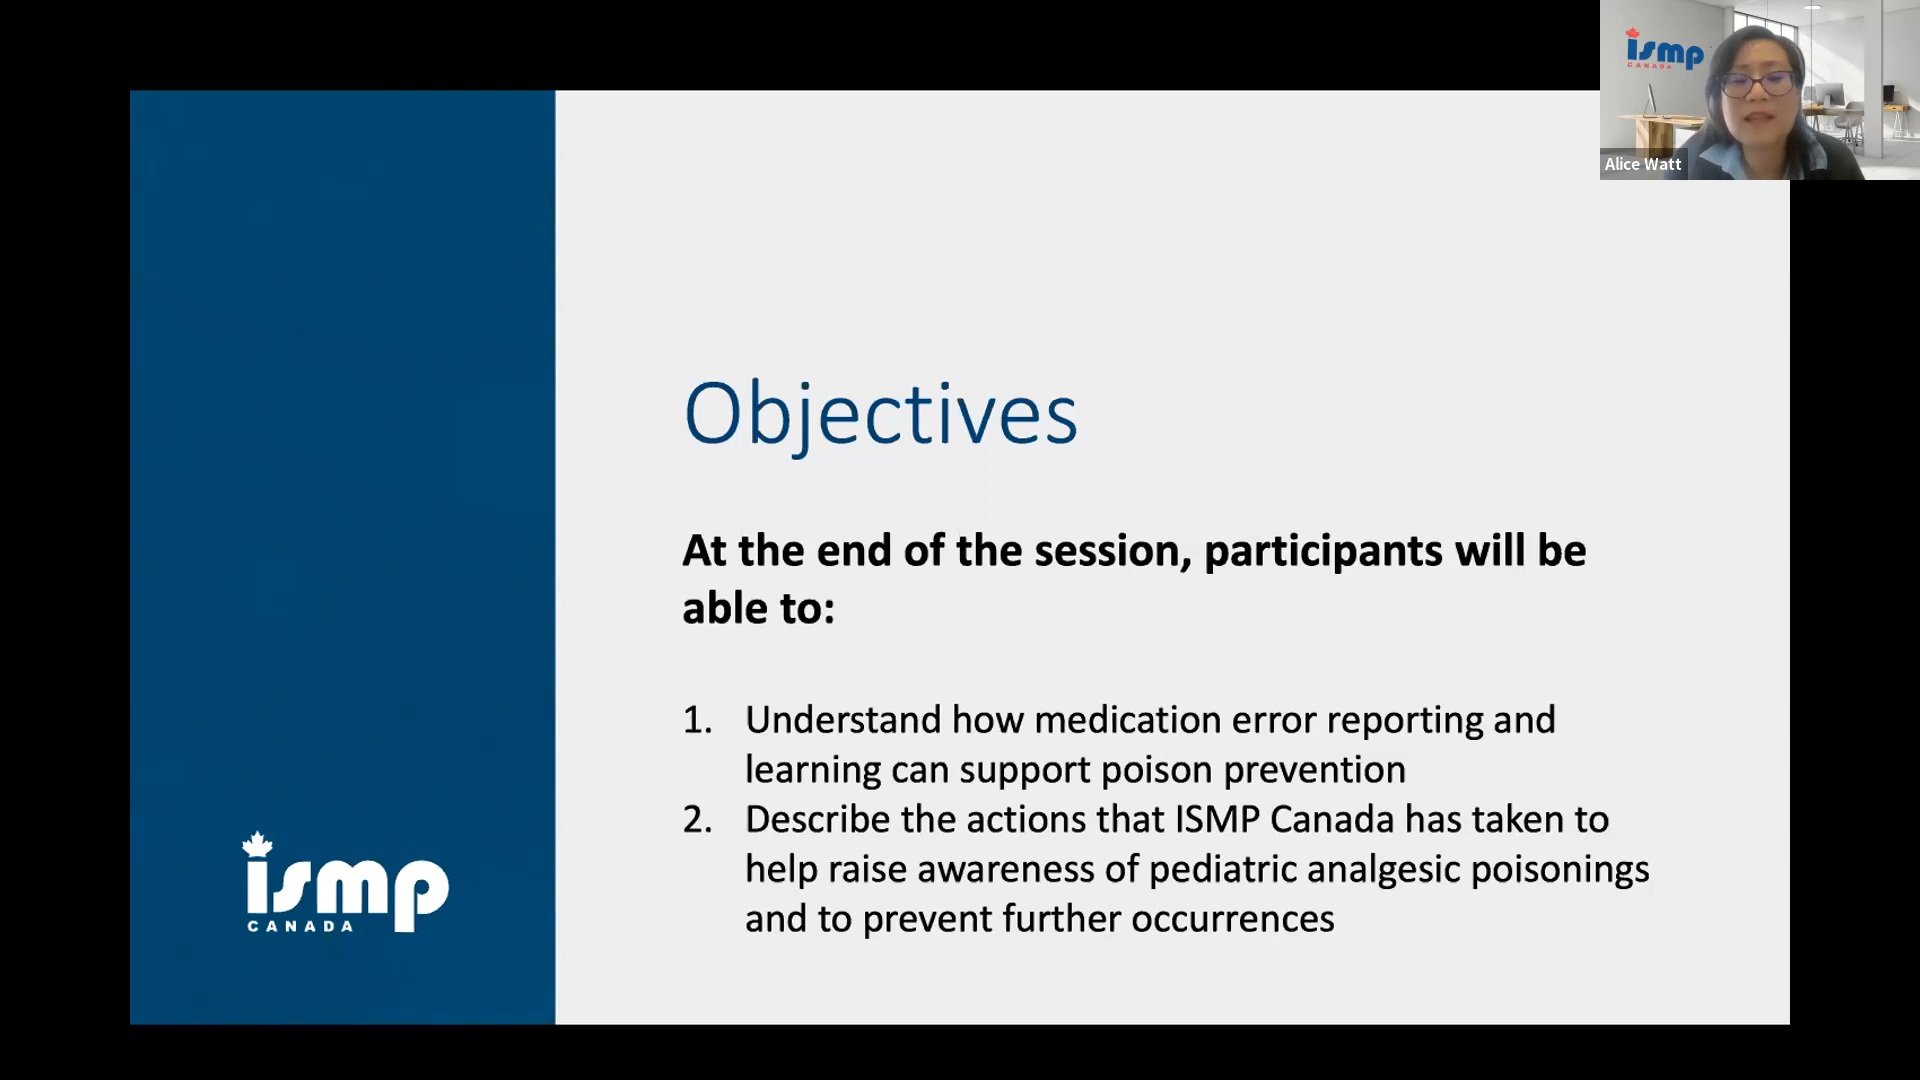 ismp
CANADA
Alice Watt
Objectives
At the end of the session, participants will be
able to:
1. Understand how medication error reporting and
learning can support poison prevention
2. Describe the actions that ISMP Canada has taken to
help raise awareness of pediatric analgesic poisonings
and to prevent further occurrences
ismp
CANADA